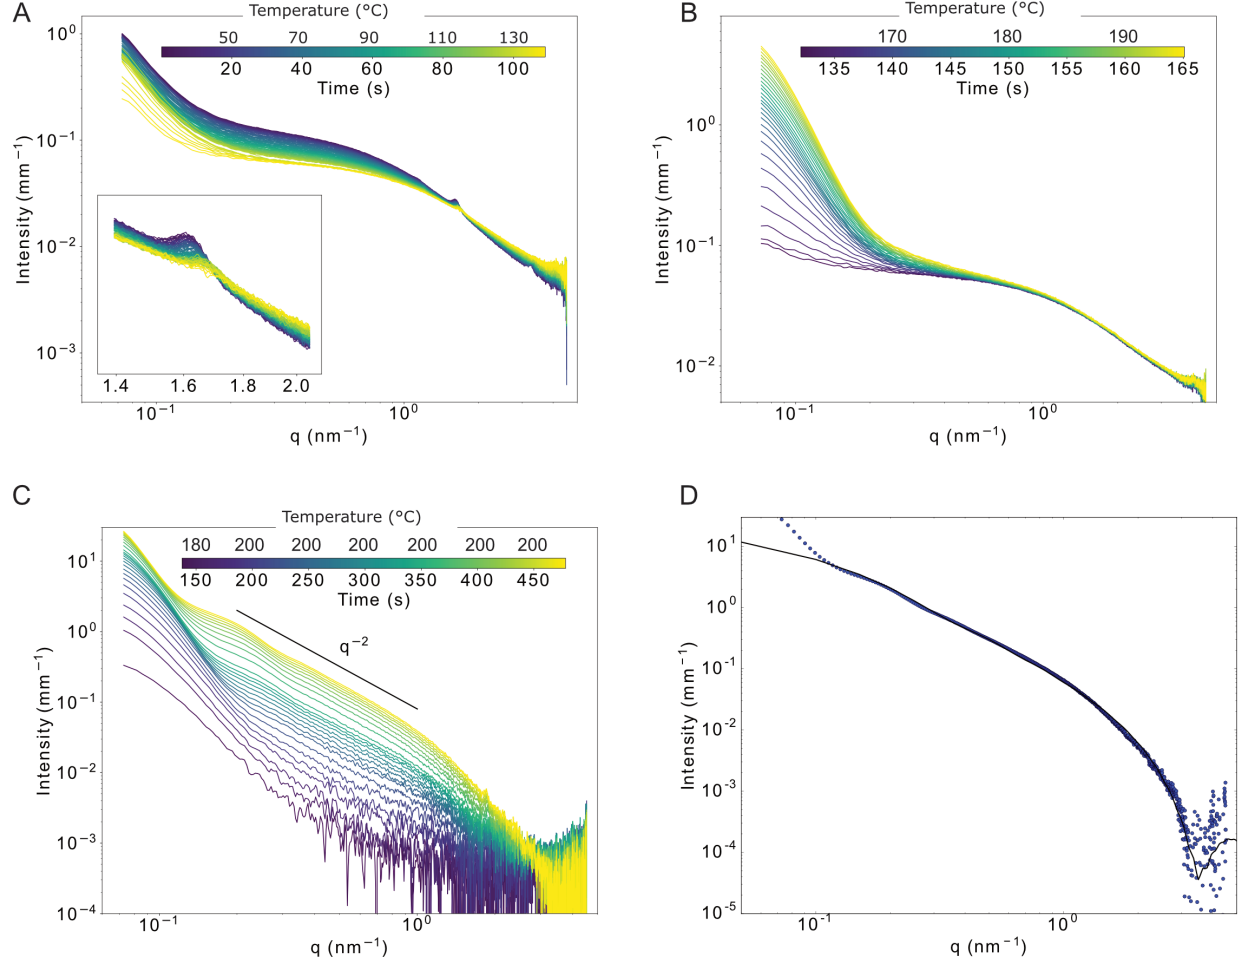 A
Temperature (°C)
50 70 90 110 130
20 40 60 80 100
Time (s)
10⁰
10⁻¹
10⁻²
10⁻³
Intensity (mm⁻¹)
1.4 1.6 1.8 2.0
10⁻¹ 10⁰
q (nm⁻¹)
B
Temperature (°C)
170 180 190
135 140 145 150 155 160 165
Time (s)
10⁰
10⁻¹
10⁻²
Intensity (mm⁻¹)
10⁻¹ 10⁰
q (nm⁻¹)
C
Temperature (°C)
180 200 200 200 200 200 200
150 200 250 300 350 400 450
Time (s)
q⁻²
10¹
10⁰
10⁻¹
10⁻²
10⁻³
10⁻⁴
Intensity (mm⁻¹)
10⁻¹ 10⁰
q (nm⁻¹)
D
10¹
10⁰
10⁻¹
10⁻²
10⁻³
10⁻⁴
10⁻⁵
Intensity (mm⁻¹)
10⁻¹ 10⁰
q (nm⁻¹)